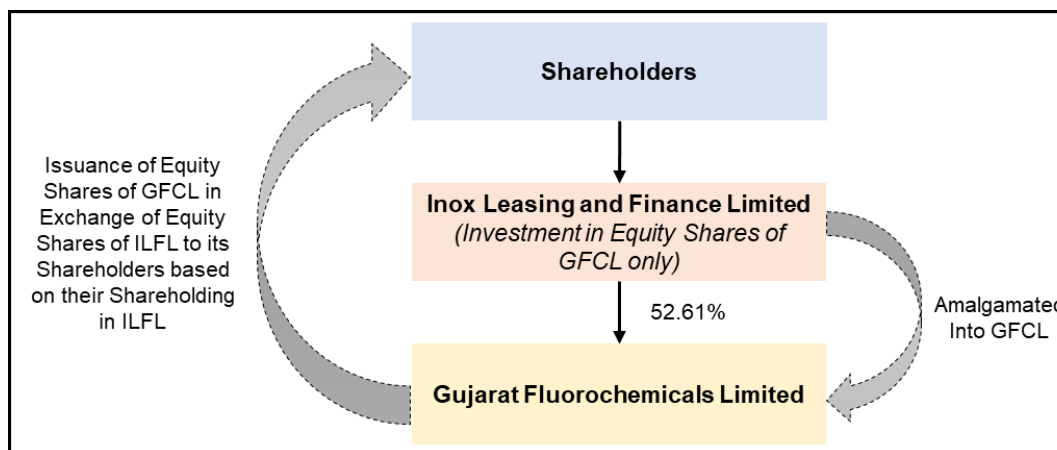 Shareholders
Issuance of Equity
Shares of GFCL in
Exchange of Equity
Shares of ILFL to its
Shareholders based
on their Shareholding
in ILFL
Inox Leasing and Finance Limited
(Investment in Equity Shares of
GFCL only)
52.61%
Amalgamated
Into GFCL
Gujarat Fluorochemicals Limited